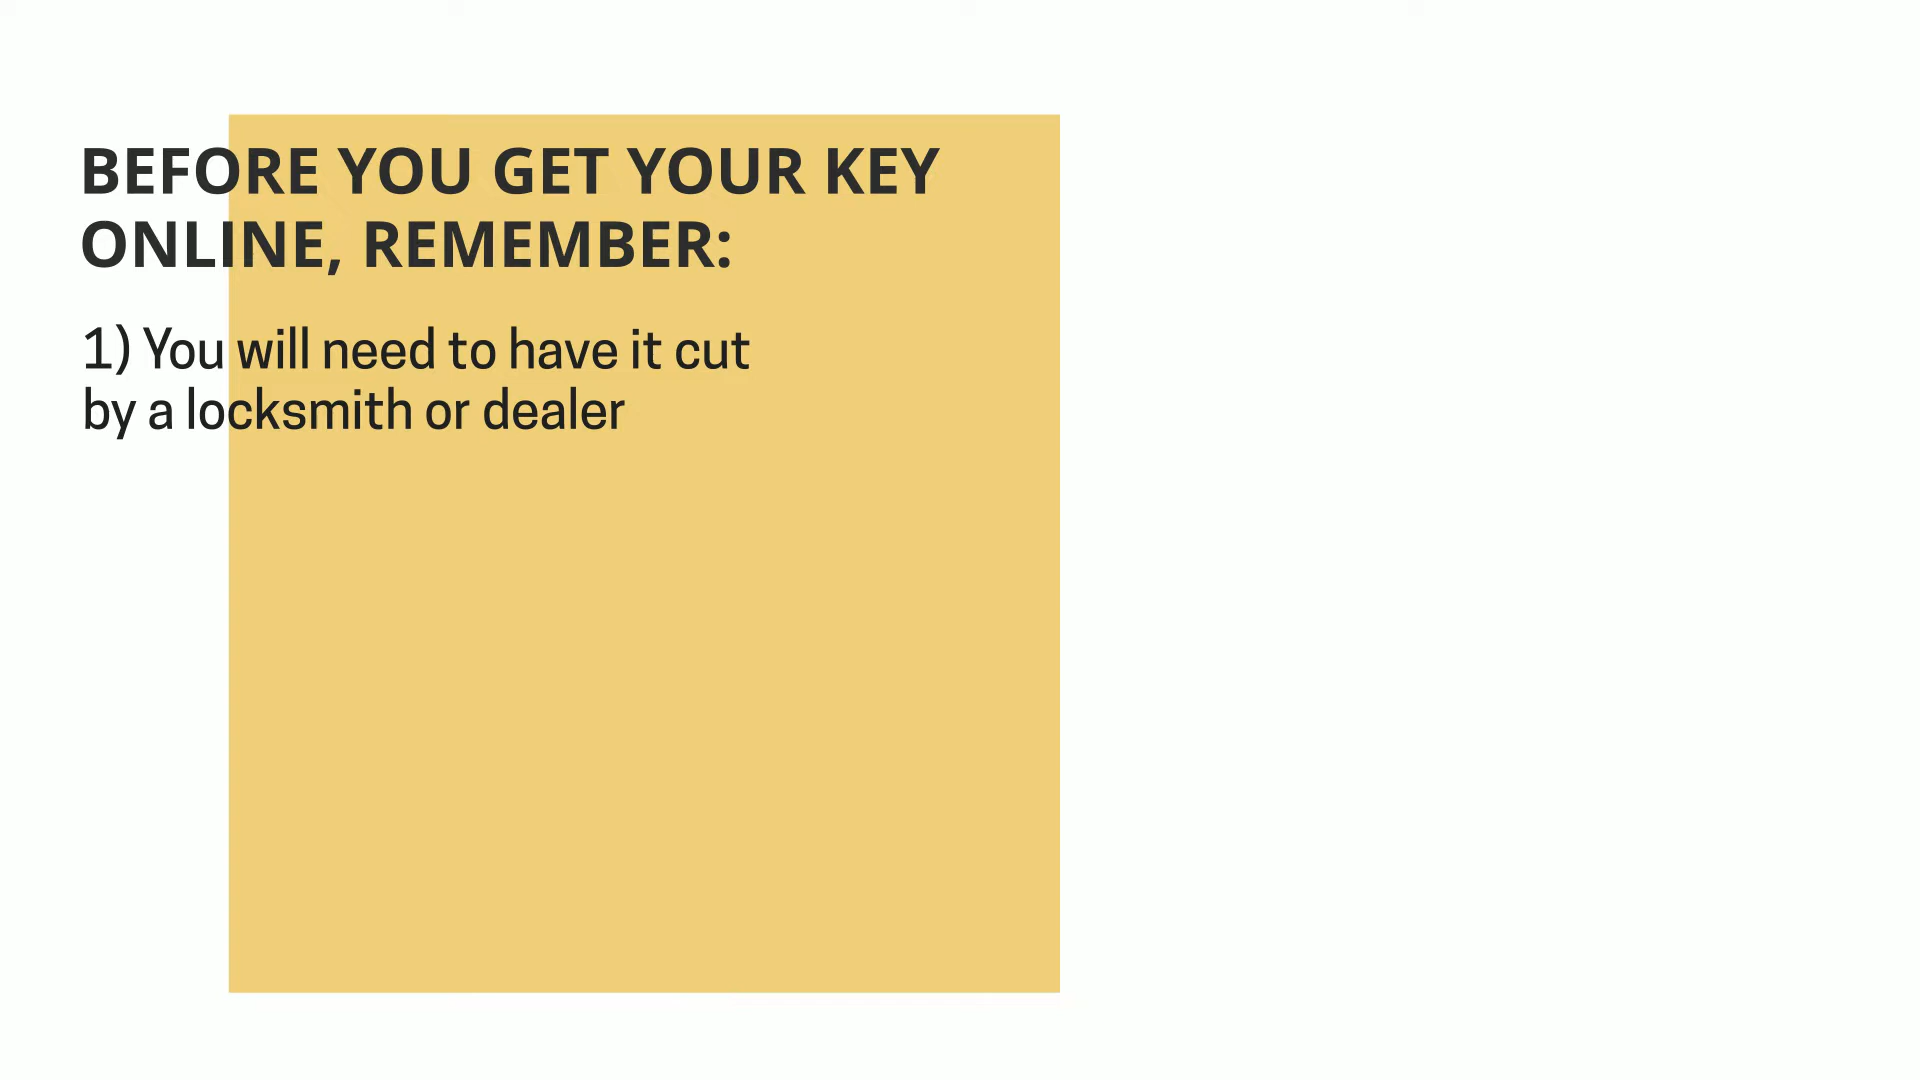 BEFORE YOU GET YOUR KEY
ONLINE, REMEMBER:
1) You will need to have it cut
by a locksmith or dealer